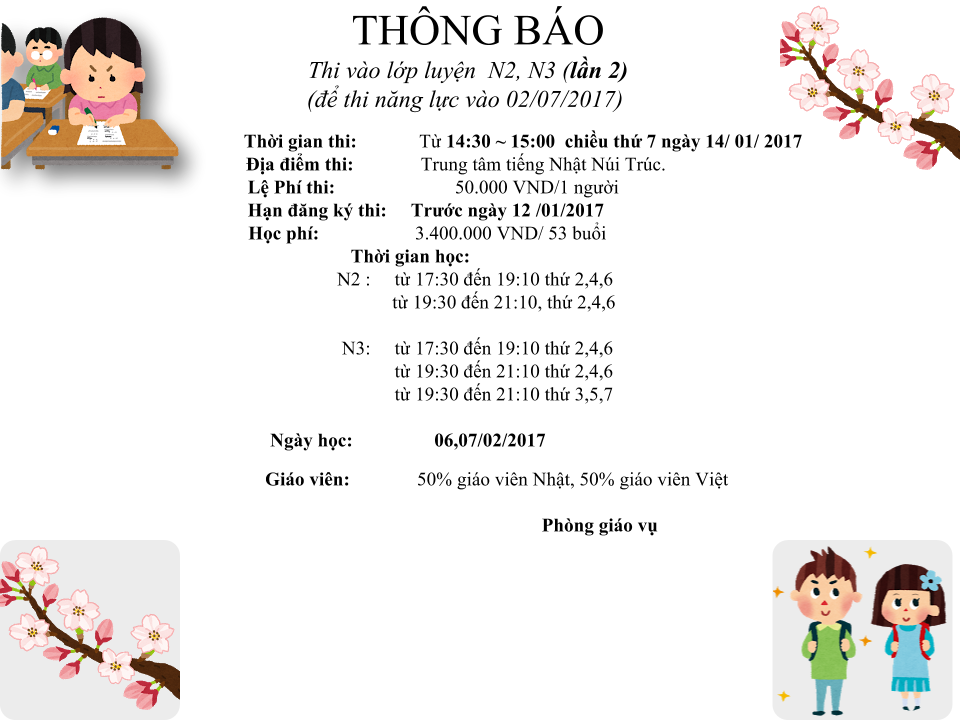 THÔNG BÁO
Thi vào lớp luyện N2, N3 (lần 2)
(để thi năng lực vào 02/07/2017)
Thời gian thi: Từ 14:30 ~ 15:00 chiều thứ 7 ngày 14/ 01/ 2017
Địa điểm thi: Trung tâm tiếng Nhật Núi Trúc.
Lệ Phí thi: 50.000 VND/1 người
Hạn đăng ký thi: Trước ngày 12 /01/2017
Học phí: 3.400.000 VND/ 53 buổi
Thời gian học:
N2 : từ 17:30 đến 19:10 thứ 2,4,6
từ 19:30 đến 21:10, thứ 2,4,6
N3: từ 17:30 đến 19:10 thứ 2,4,6
từ 19:30 đến 21:10 thứ 2,4,6
từ 19:30 đến 21:10 thứ 3,5,7
Ngày học: 06,07/02/2017
Giáo viên: 50% giáo viên Nhật, 50% giáo viên Việt
Phòng giáo vụ